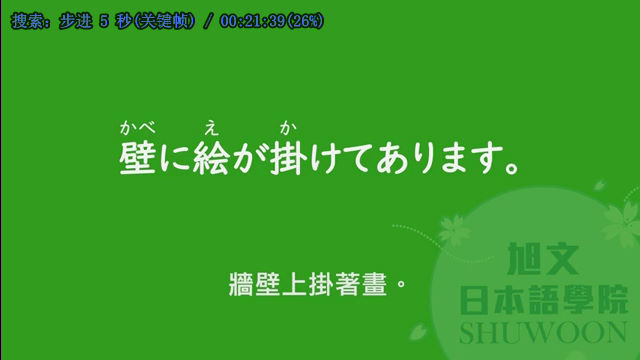 搜索: 步进 5 秒(关键帧) / 00:21:39(26%)
かべ え か
壁に絵が掛けてあります。
牆壁上掛著畫。
旭文
日本語學院
SHUWOON